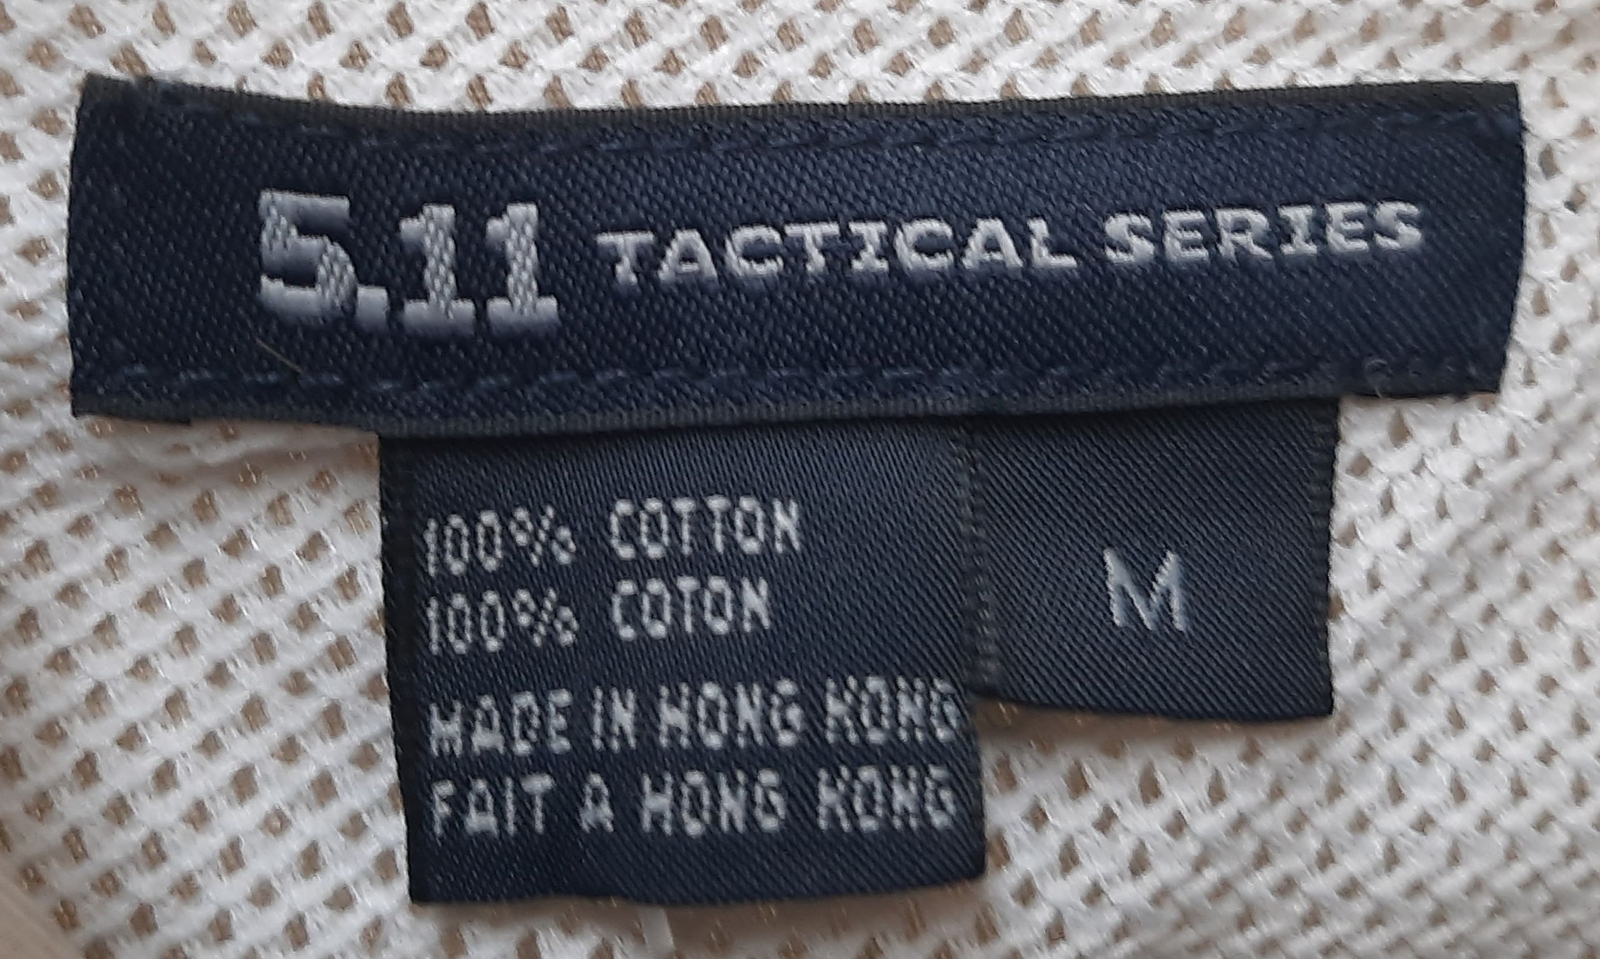 5.11 TACTICAL SERIES
100% COTTON
100% COTON
MADE IN HONG KONG
FAIT A HONG KONG
M